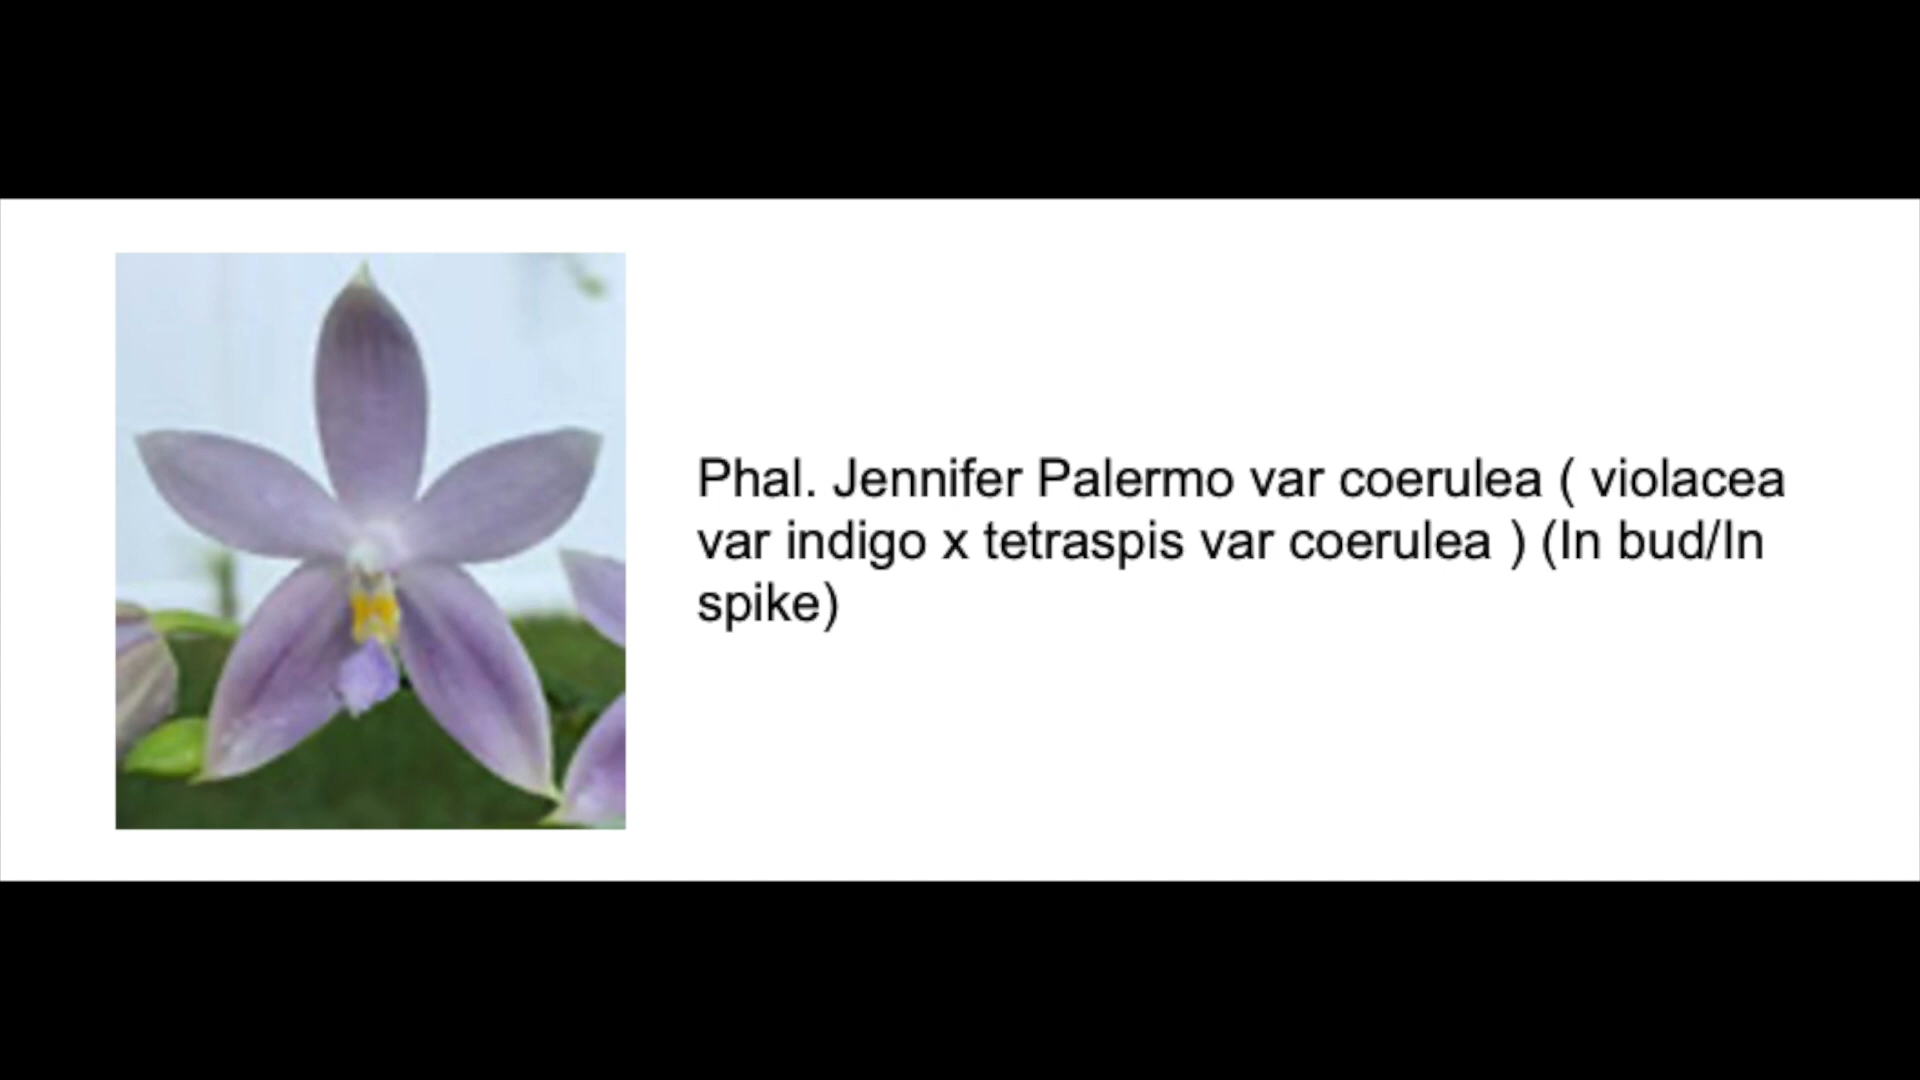 Phal. Jennifer Palermo var coerulea ( violacea
var indigo x tetraspis var coerulea ) (In bud/In
spike)